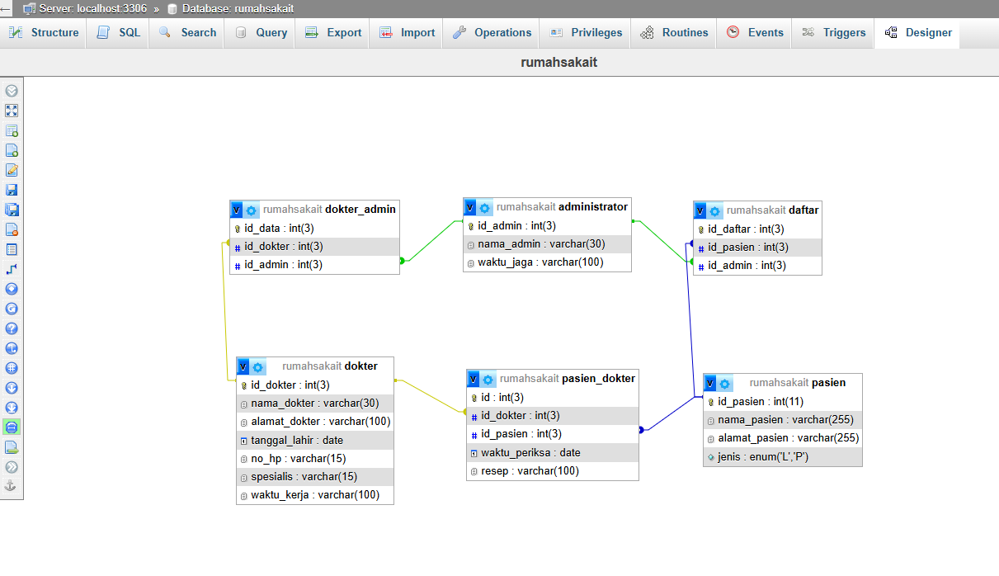 Server: localhost:3306 » Database: rumahsakait
Structure SQL Search Query Export Import Operations Privileges Routines Events Triggers Designer
rumahsakait
rumahsakait dokter_admin
id_data : int(3)
id_dokter : int(3)
id_admin : int(3)
rumahsakait administrator
id_admin : int(3)
nama_admin : varchar(30)
waktu_jaga : varchar(100)
rumahsakait daftar
id_daftar : int(3)
id_pasien : int(3)
id_admin : int(3)
rumahsakait dokter
id_dokter : int(3)
nama_dokter : varchar(30)
alamat_dokter : varchar(100)
tanggal_lahir : date
no_hp : varchar(15)
spesialis : varchar(15)
waktu_kerja : varchar(100)
rumahsakait pasien_dokter
id : int(3)
id_dokter : int(3)
id_pasien : int(3)
waktu_periksa : date
resep : varchar(100)
rumahsakait pasien
id_pasien : int(11)
nama_pasien : varchar(255)
alamat_pasien : varchar(255)
jenis : enum('L','P')